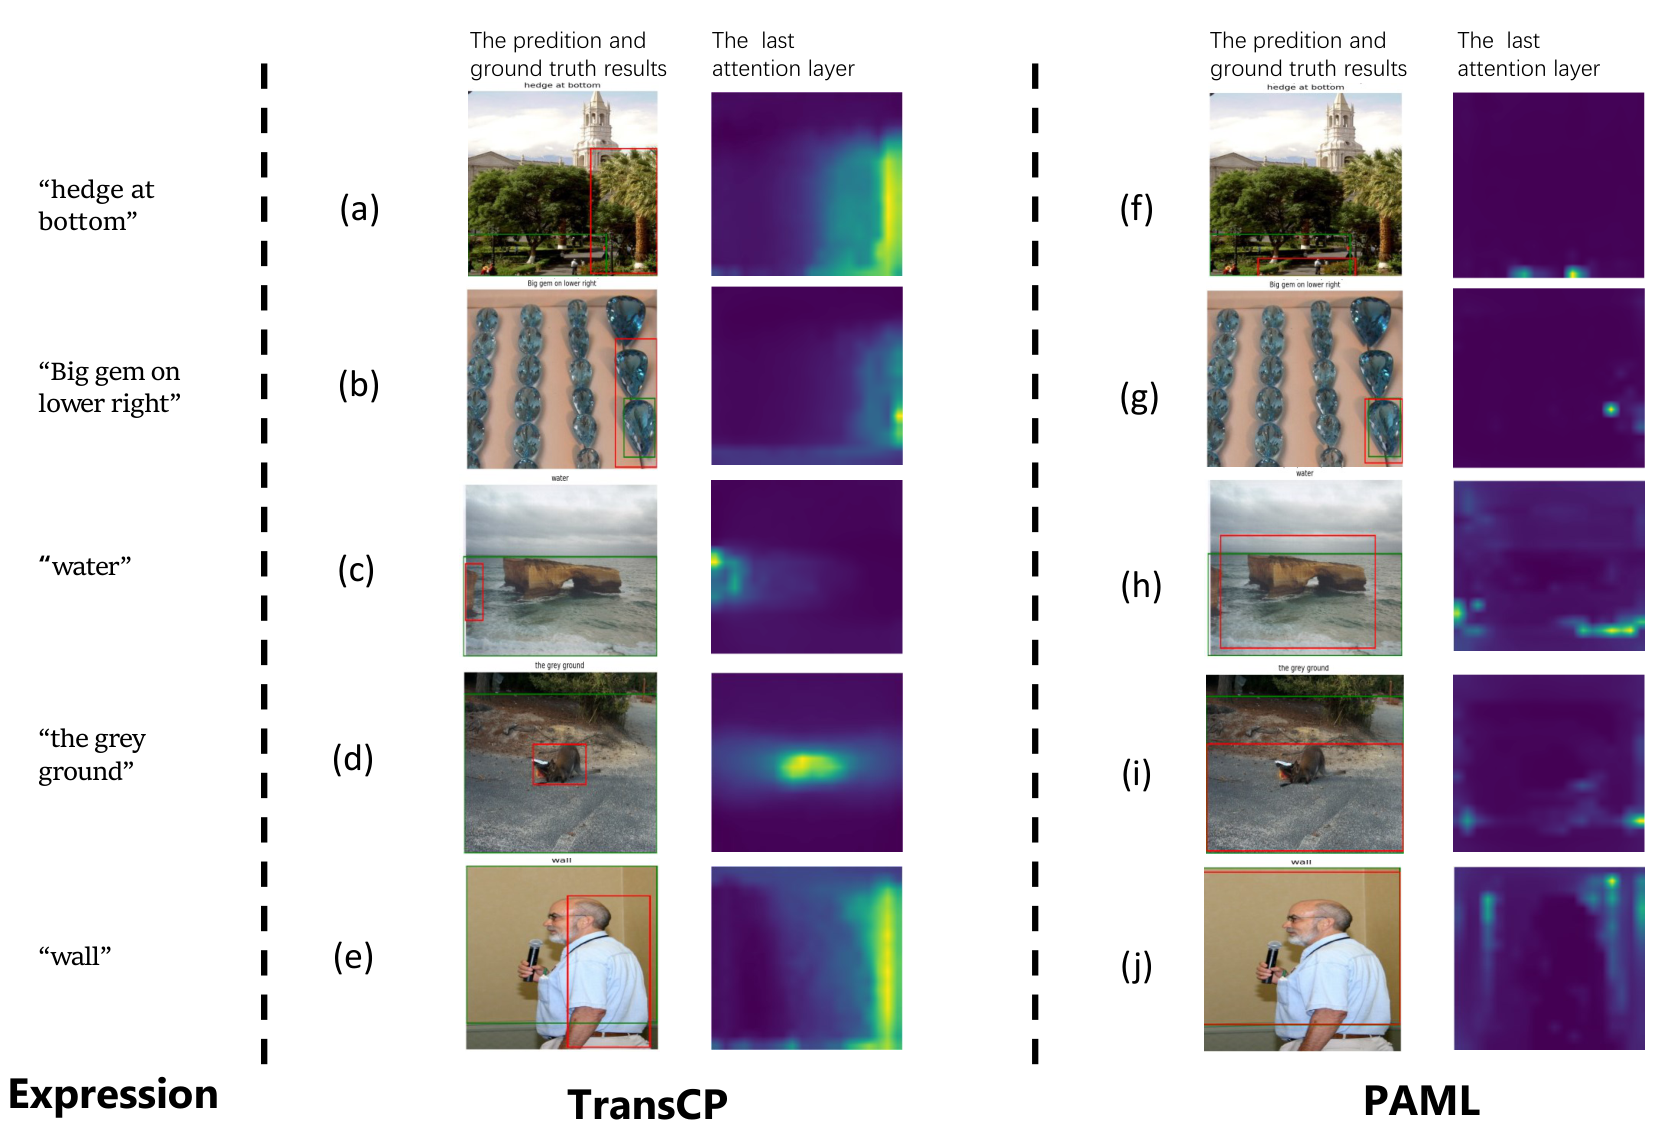 The predition and
ground truth results
The last
attention layer
The predition and
ground truth results
The last
attention layer
“hedge at
bottom”
(a)
hedge at bottom
(f)
hedge at bottom
“Big gem on
lower right”
(b)
Big gem on lower right
(g)
Big gem on lower right
“water”
(c)
water
(h)
water
“the grey
ground”
(d)
the grey ground
(i)
the grey ground
“wall”
(e)
wall
(j)
wall
Expression
TransCP
PAML